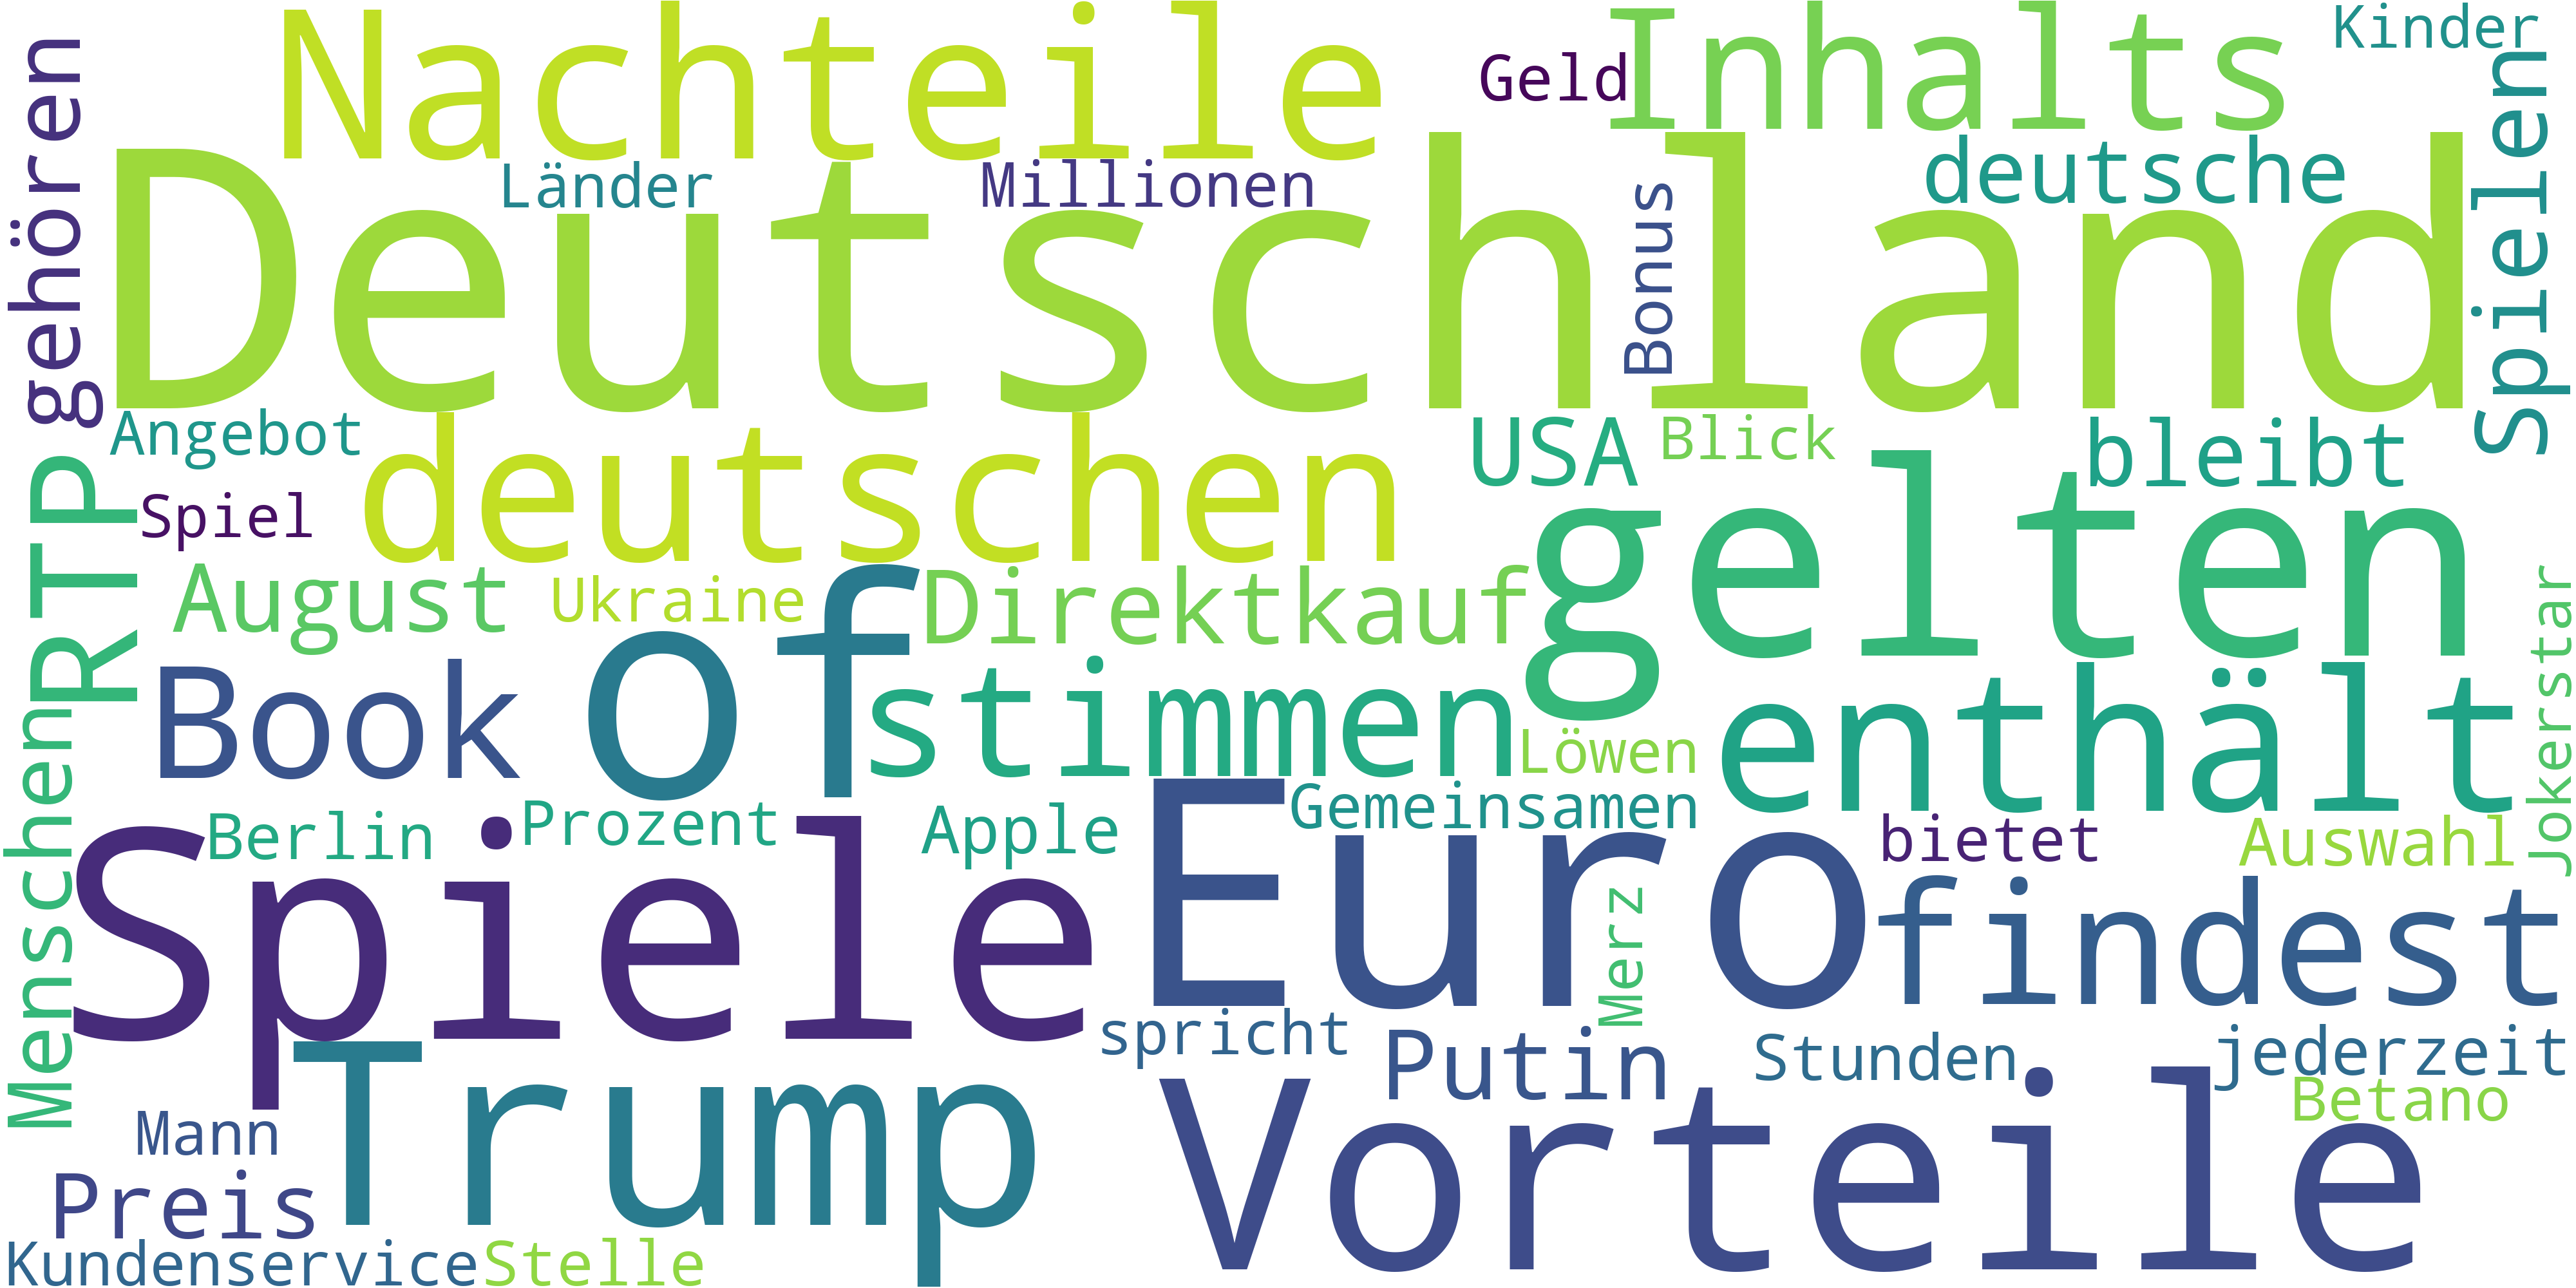 Nachteile
Inhalts
Kinder
Geld
gehören
Deutschland
Länder
Millionen
deutsche
Bonus
Spielen
Angebot
deutschen
USA
Blick
bleibt
Spiel
gelten
RTP
August
Ukraine
Direktkauf
of
Book
stimmen
enthält
Jokerstar
Löwen
Menschen
Berlin
Prozent
Apple
Gemeinsamen
bietet
Auswahl
Spiele
Euro
findest
Merz
spricht
Putin
Stunden
jederzeit
Trump
Vorteile
Betano
Mann
Preis
Kundenservice
Stelle